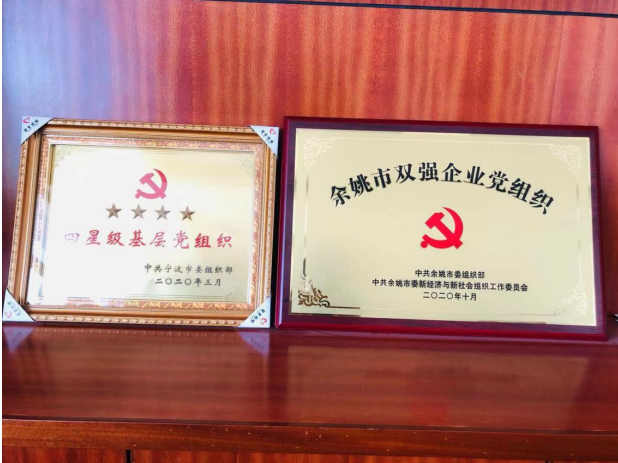 四星级基层党组织
中共宁波市委组织部
二〇二〇年三月
余姚市双强企业党组织
中共余姚市委组织部
中共余姚市委新经济与新社会组织工作委员会
二〇二〇年十月